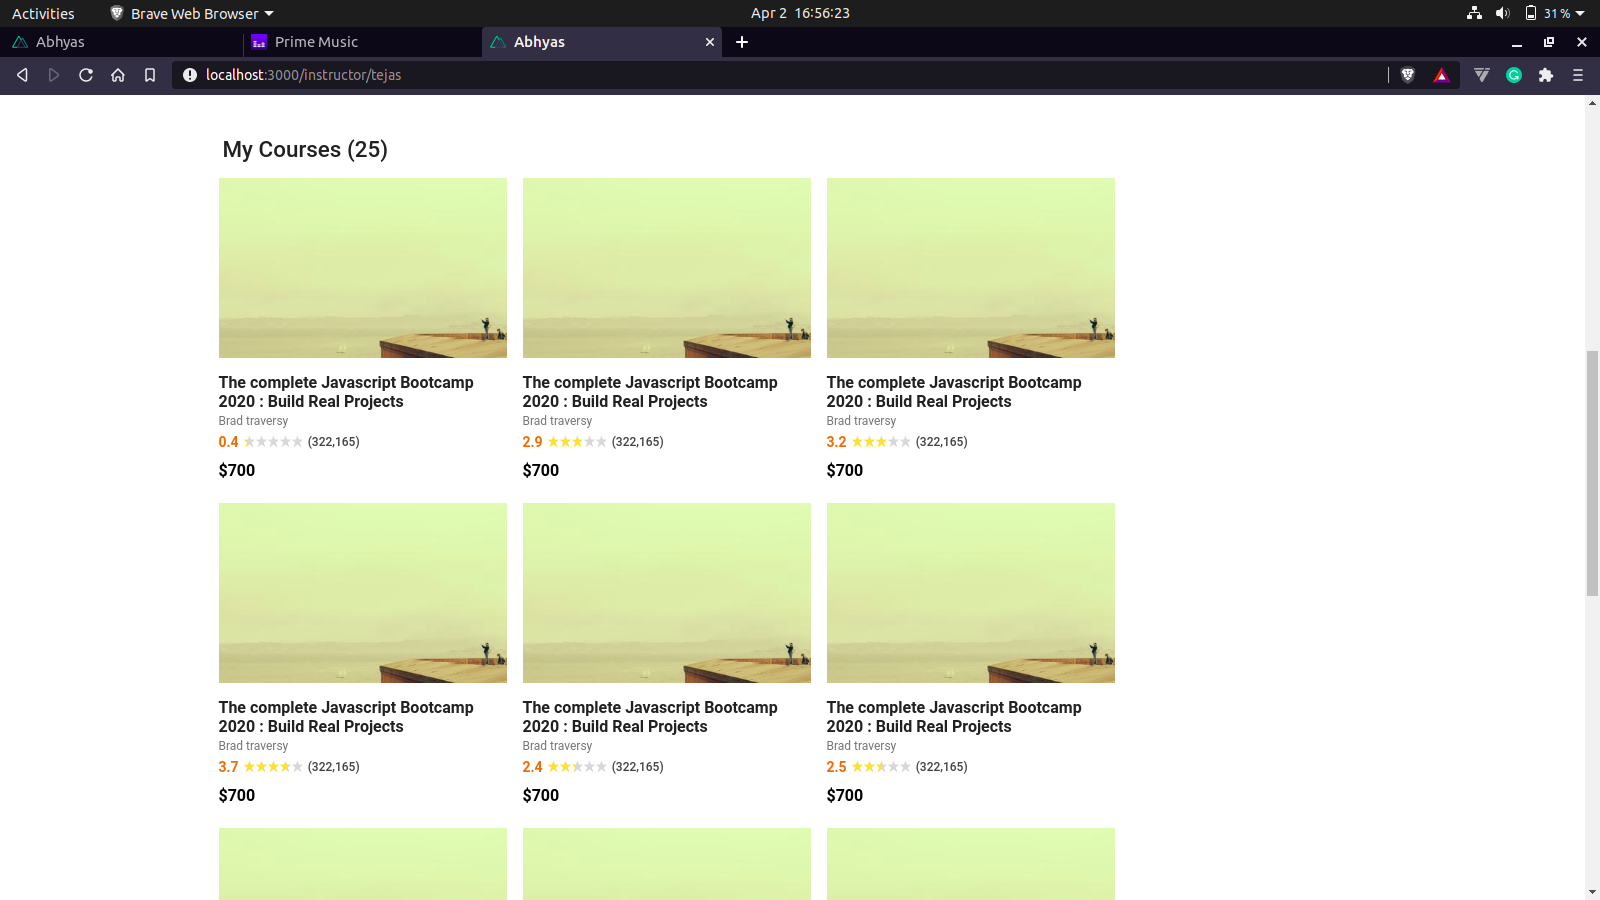 Activities
Brave Web Browser
Apr 2 16:56:23
31%
Abhyas
Prime Music
Abhyas
localhost:3000/instructor/tejas
My Courses (25)
The complete Javascript Bootcamp
2020 : Build Real Projects
Brad traversy
0.4 (322,165)
$700
The complete Javascript Bootcamp
2020 : Build Real Projects
Brad traversy
2.9 (322,165)
$700
The complete Javascript Bootcamp
2020 : Build Real Projects
Brad traversy
3.2 (322,165)
$700
The complete Javascript Bootcamp
2020 : Build Real Projects
Brad traversy
3.7 (322,165)
$700
The complete Javascript Bootcamp
2020 : Build Real Projects
Brad traversy
2.4 (322,165)
$700
The complete Javascript Bootcamp
2020 : Build Real Projects
Brad traversy
2.5 (322,165)
$700